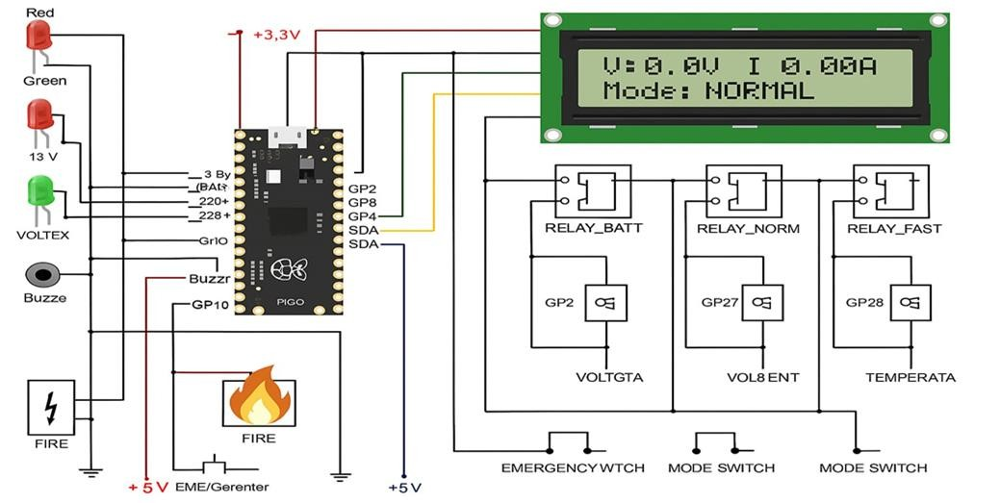 Red
Green
13 V
VOLTEX
Buzze
FIRE
+3,3V
3 By
220+
228+
GrIO
Buzzr
GP10
GP2
GP8
GP4
SDA
SDA
PIGO
V:0.0V I 0.00A
Mode: NORMAL
RELAY_BATT
RELAY_NORM
RELAY_FAST
GP2
GP27
GP28
VOLTGTA
VOL8 ENT
TEMPERATA
FIRE
+5V
EME/Gerenter
+5V
EMERGENCY WTCH
MODE SWITCH
MODE SWITCH